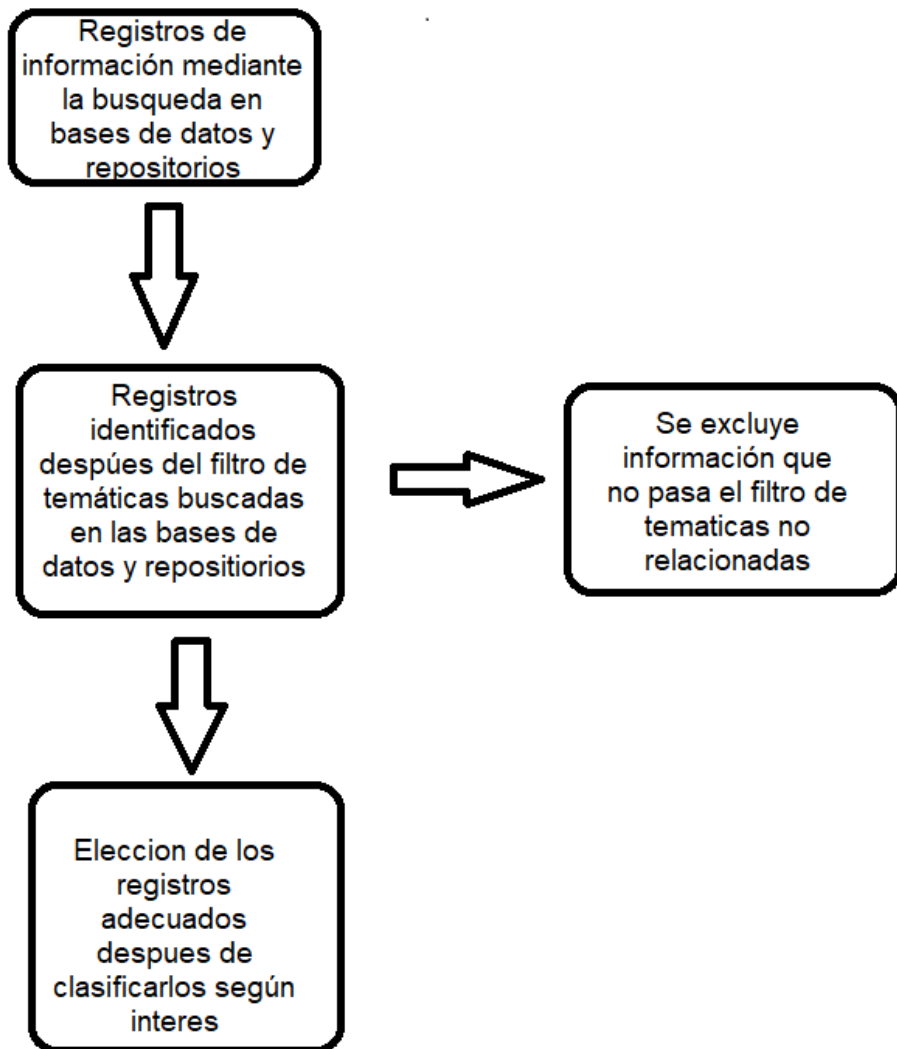 Registros de
información mediante
la busqueda en
bases de datos y
repositorios
Registros
identificados
despúes del filtro de
temáticas buscadas
en las bases de
datos y repositiorios
Se excluye
información que
no pasa el filtro de
tematicas no
relacionadas
Eleccion de los
registros
adecuados
despues de
clasificarlos según
interes